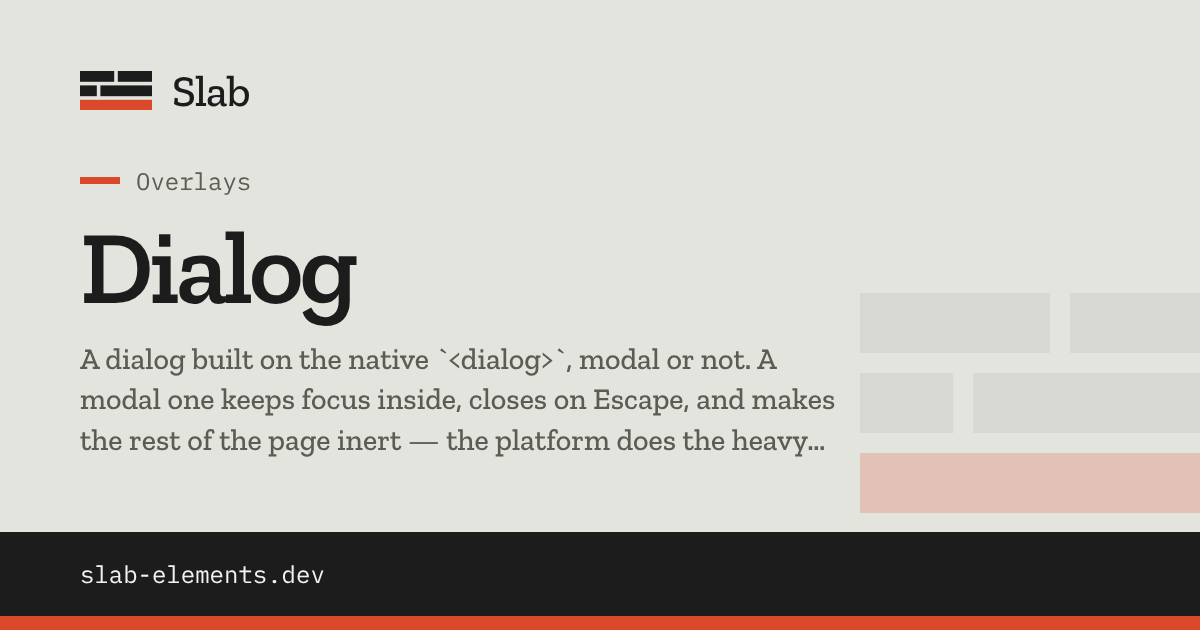 Slab
Overlays
Dialog
A dialog built on the native `<dialog>`, modal or not. A
modal one keeps focus inside, closes on Escape, and makes
the rest of the page inert — the platform does the heavy…
slab-elements.dev